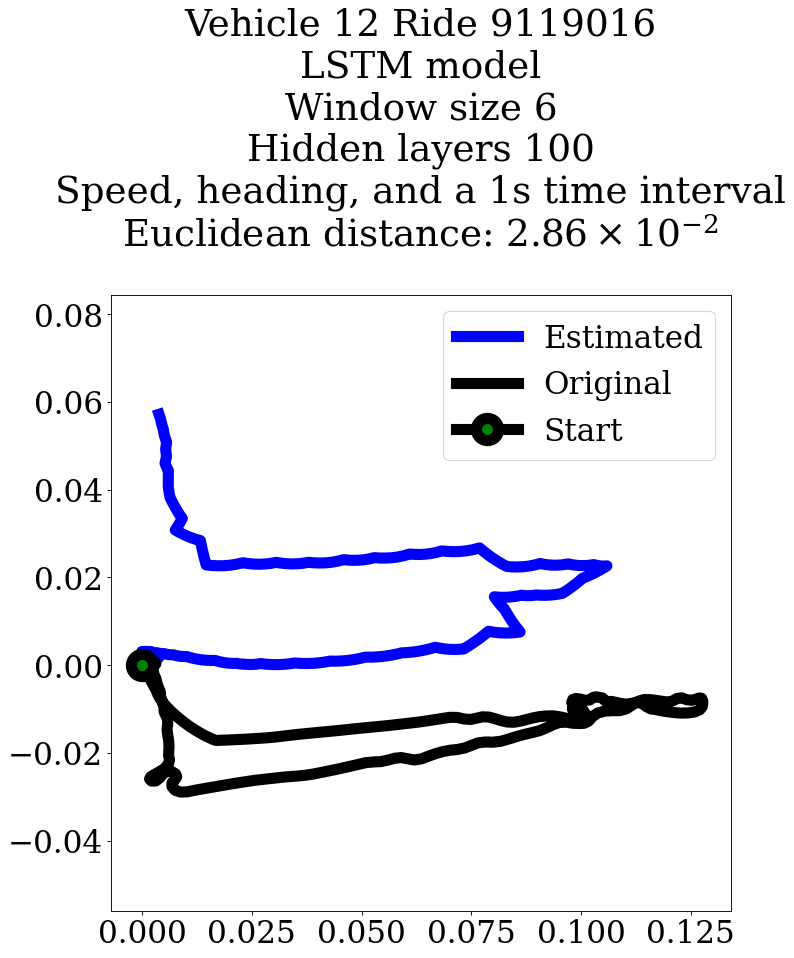 Vehicle 12 Ride 9119016
LSTM model
Window size 6
Hidden layers 100
Speed, heading, and a 1s time interval
Euclidean distance: 2.86 × 10⁻²
Estimated
Original
Start
0.08
0.06
0.04
0.02
0.00
−0.02
−0.04
0.000 0.025 0.050 0.075 0.100 0.125